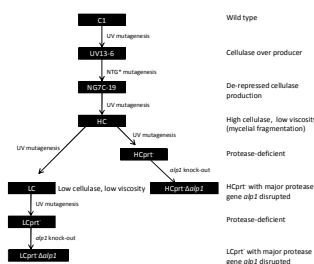 C1
Wild type
UV mutagenesis
UV13-6
Cellulase over producer
NTG* mutagenesis
NG7C-19
De-repressed cellulase
production
UV mutagenesis
HC
High cellulase, low viscosity
(mycelial fragmentation)
UV mutagenesis
UV mutagenesis
HCprt-
Protease-deficient
alp1 knock-out
LC
Low cellulase, low viscosity
HCprt-Δalp1
HCprt- with major protease
gene alp1 disrupted
UV mutagenesis
LCprt-
Protease-deficient
alp1 knock-out
LCprt-Δalp1
LCprt- with major protease
gene alp1 disrupted